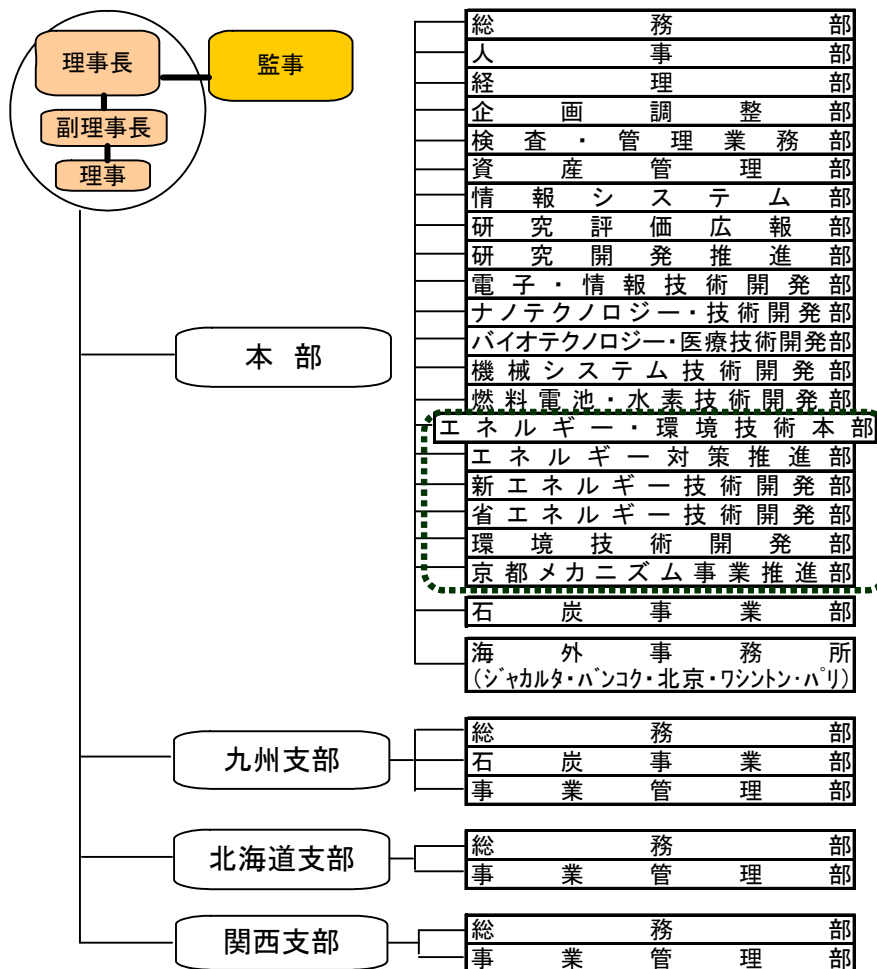 理事長
監事
副理事長
理事
本部
総務部
人事部
経理部
企画調整部
検査・管理業務部
資産管理部
情報システム部
研究評価広報部
研究開発推進部
電子・情報技術開発部
ナノテクノロジー・技術開発部
バイオテクノロジー・医療技術開発部
機械システム技術開発部
燃料電池・水素技術開発部
エネルギー・環境技術本部
エネルギー対策推進部
新エネルギー技術開発部
省エネルギー技術開発部
環境技術開発部
京都メカニズム事業推進部
石炭事業部
海外事務所
(ジャカルタ・バンコク・北京・ワシントン・パリ)
九州支部
総務部
石炭事業部
事業管理部
北海道支部
総務部
事業管理部
関西支部
総務部
事業管理部